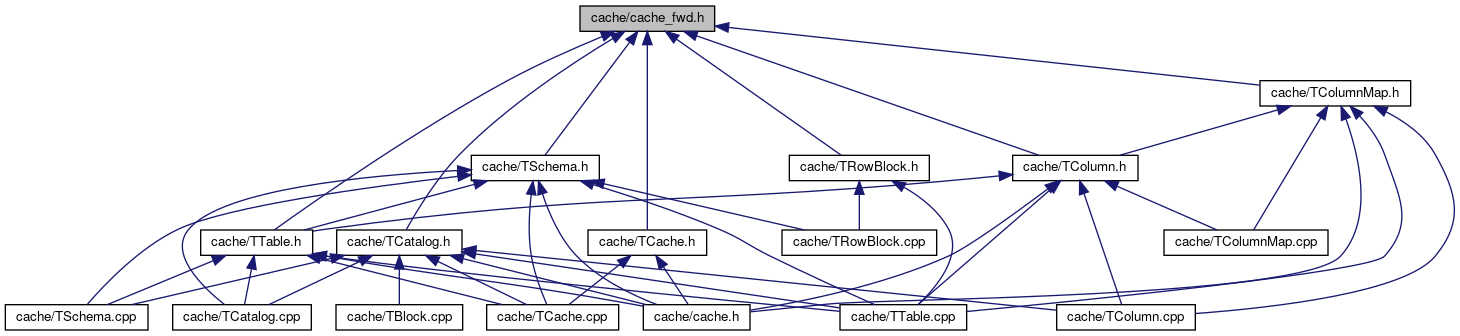 cache/cache_fwd.h
cache/TColumnMap.h
cache/TSchema.h
cache/TRowBlock.h
cache/TColumn.h
cache/TTable.h
cache/TCatalog.h
cache/TCache.h
cache/TRowBlock.cpp
cache/TColumnMap.cpp
cache/TSchema.cpp
cache/TCatalog.cpp
cache/TBlock.cpp
cache/TCache.cpp
cache/cache.h
cache/TTable.cpp
cache/TColumn.cpp